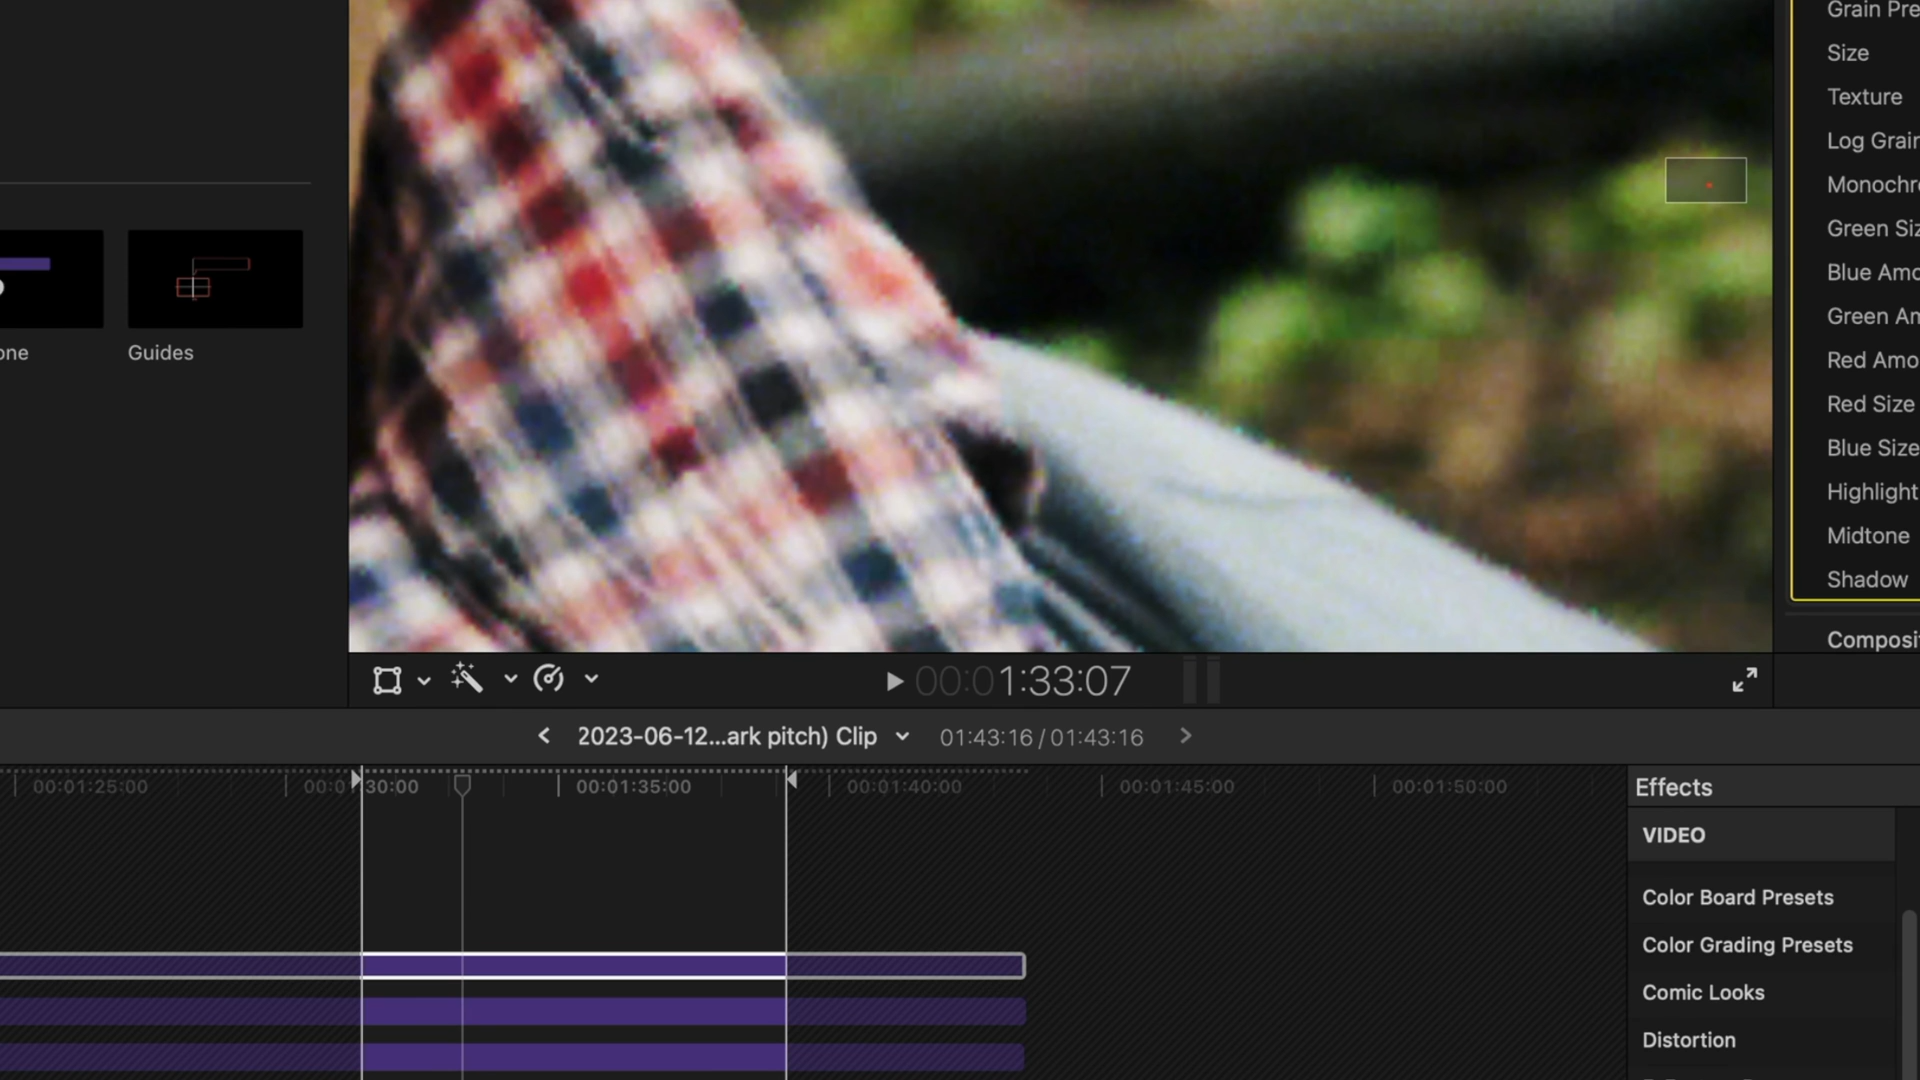 Grain Pre
Size
Texture
Log Grain
Monochro
Green Siz
Blue Amo
Green Am
Red Amo
Red Size
Blue Size
Highlight
Midtone
Shadow
Composit
one
Guides
00:01:33:07
2023-06-12...ark pitch) Clip
01:43:16 / 01:43:16
00:01:25:00
00:01:30:00
00:01:35:00
00:01:40:00
00:01:45:00
00:01:50:00
Effects
VIDEO
Color Board Presets
Color Grading Presets
Comic Looks
Distortion